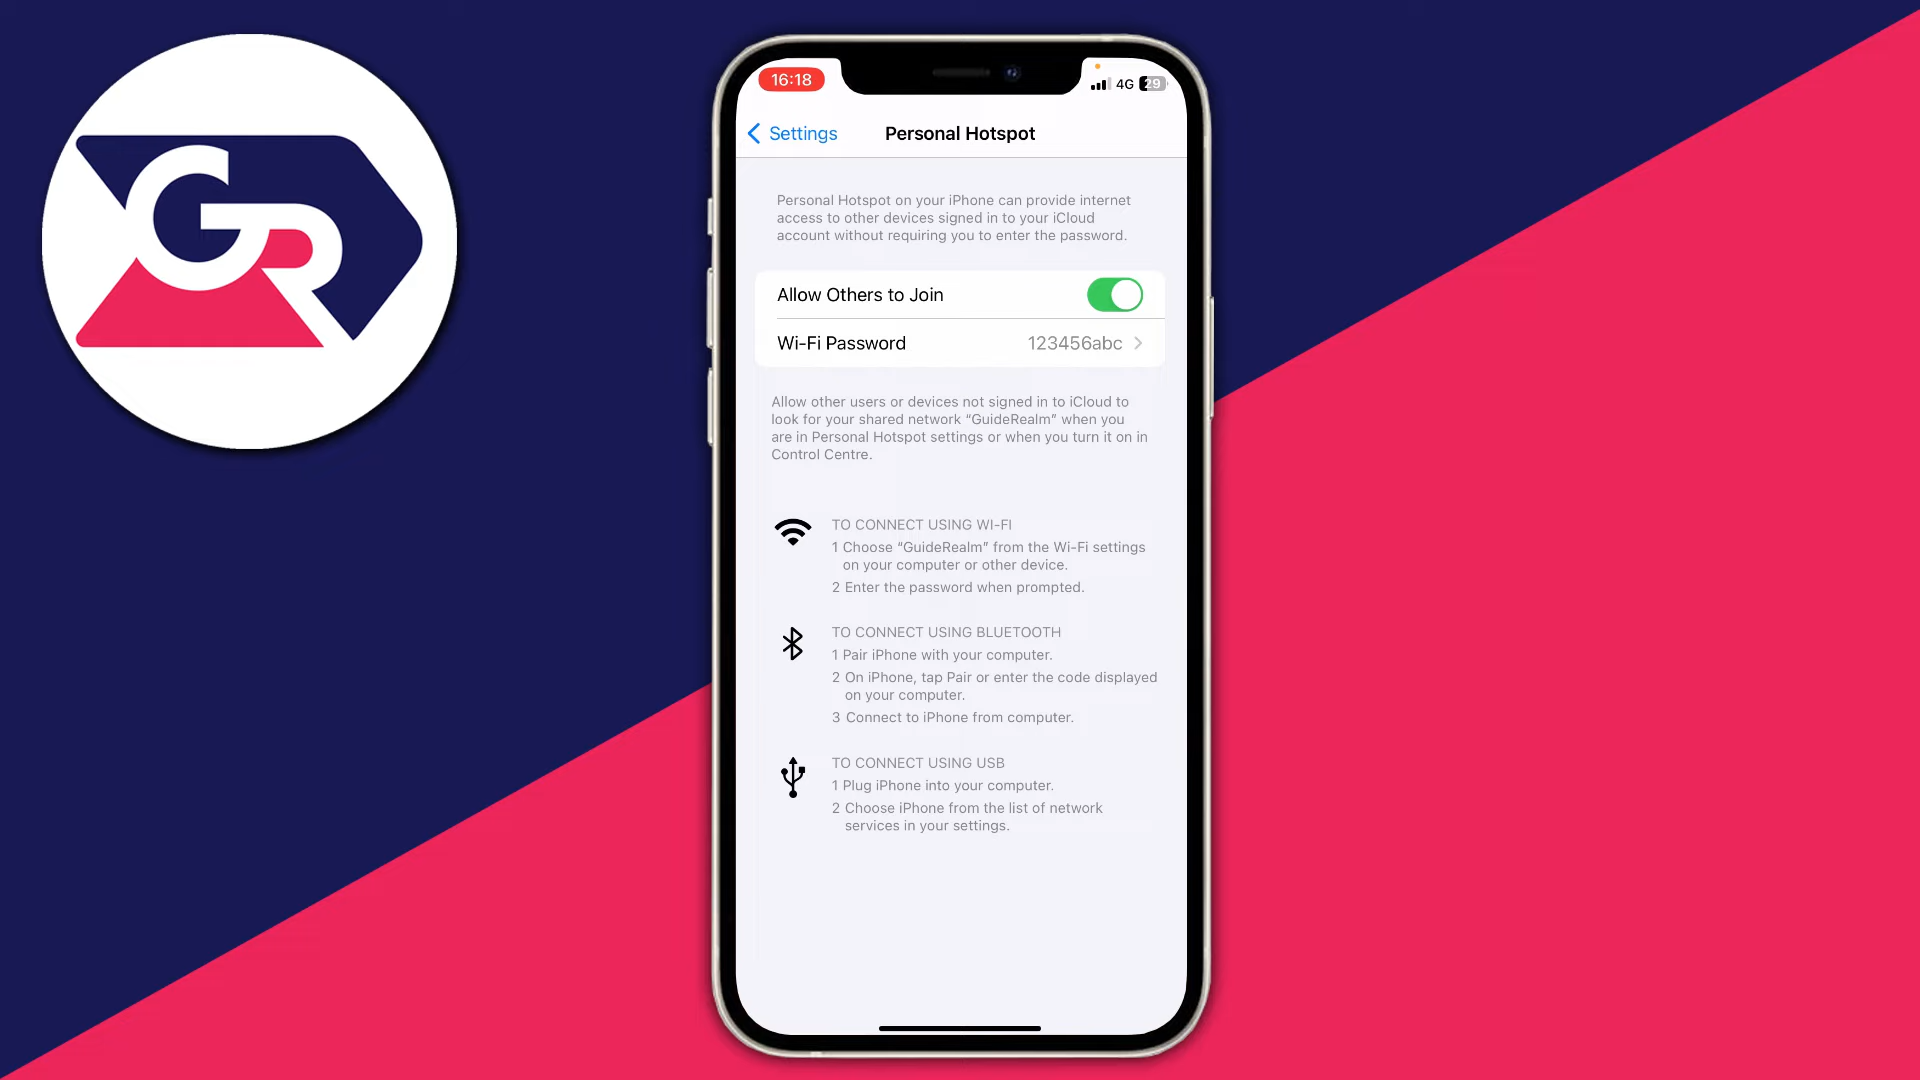 GR
16:18
4G 29
Settings
Personal Hotspot
Personal Hotspot on your iPhone can provide internet
access to other devices signed in to your iCloud
account without requiring you to enter the password.
Allow Others to Join
Wi-Fi Password 123456abc
Allow other users or devices not signed in to iCloud to
look for your shared network “GuideRealm” when you
are in Personal Hotspot settings or when you turn it on in
Control Centre.
TO CONNECT USING WI-FI
1 Choose “GuideRealm” from the Wi-Fi settings
on your computer or other device.
2 Enter the password when prompted.
TO CONNECT USING BLUETOOTH
1 Pair iPhone with your computer.
2 On iPhone, tap Pair or enter the code displayed
on your computer.
3 Connect to iPhone from computer.
TO CONNECT USING USB
1 Plug iPhone into your computer.
2 Choose iPhone from the list of network
services in your settings.